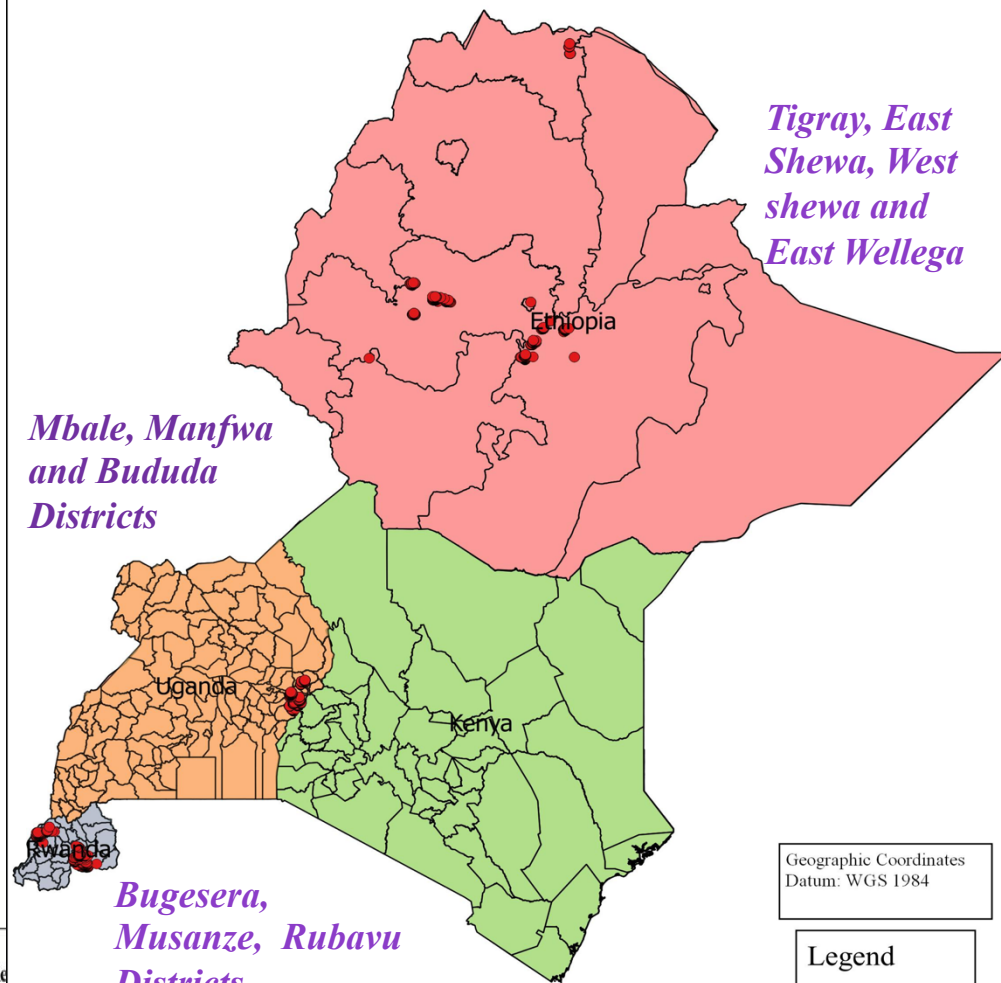 Tigray, East
Shewa, West
shewa and
East Wellega
Ethiopia
Mbale, Manfwa
and Bududa
Districts
Uganda
Kenya
Rwanda
Bugesera,
Musanze, Rubavu
Districts
Geographic Coordinates
Datum: WGS 1984
Legend